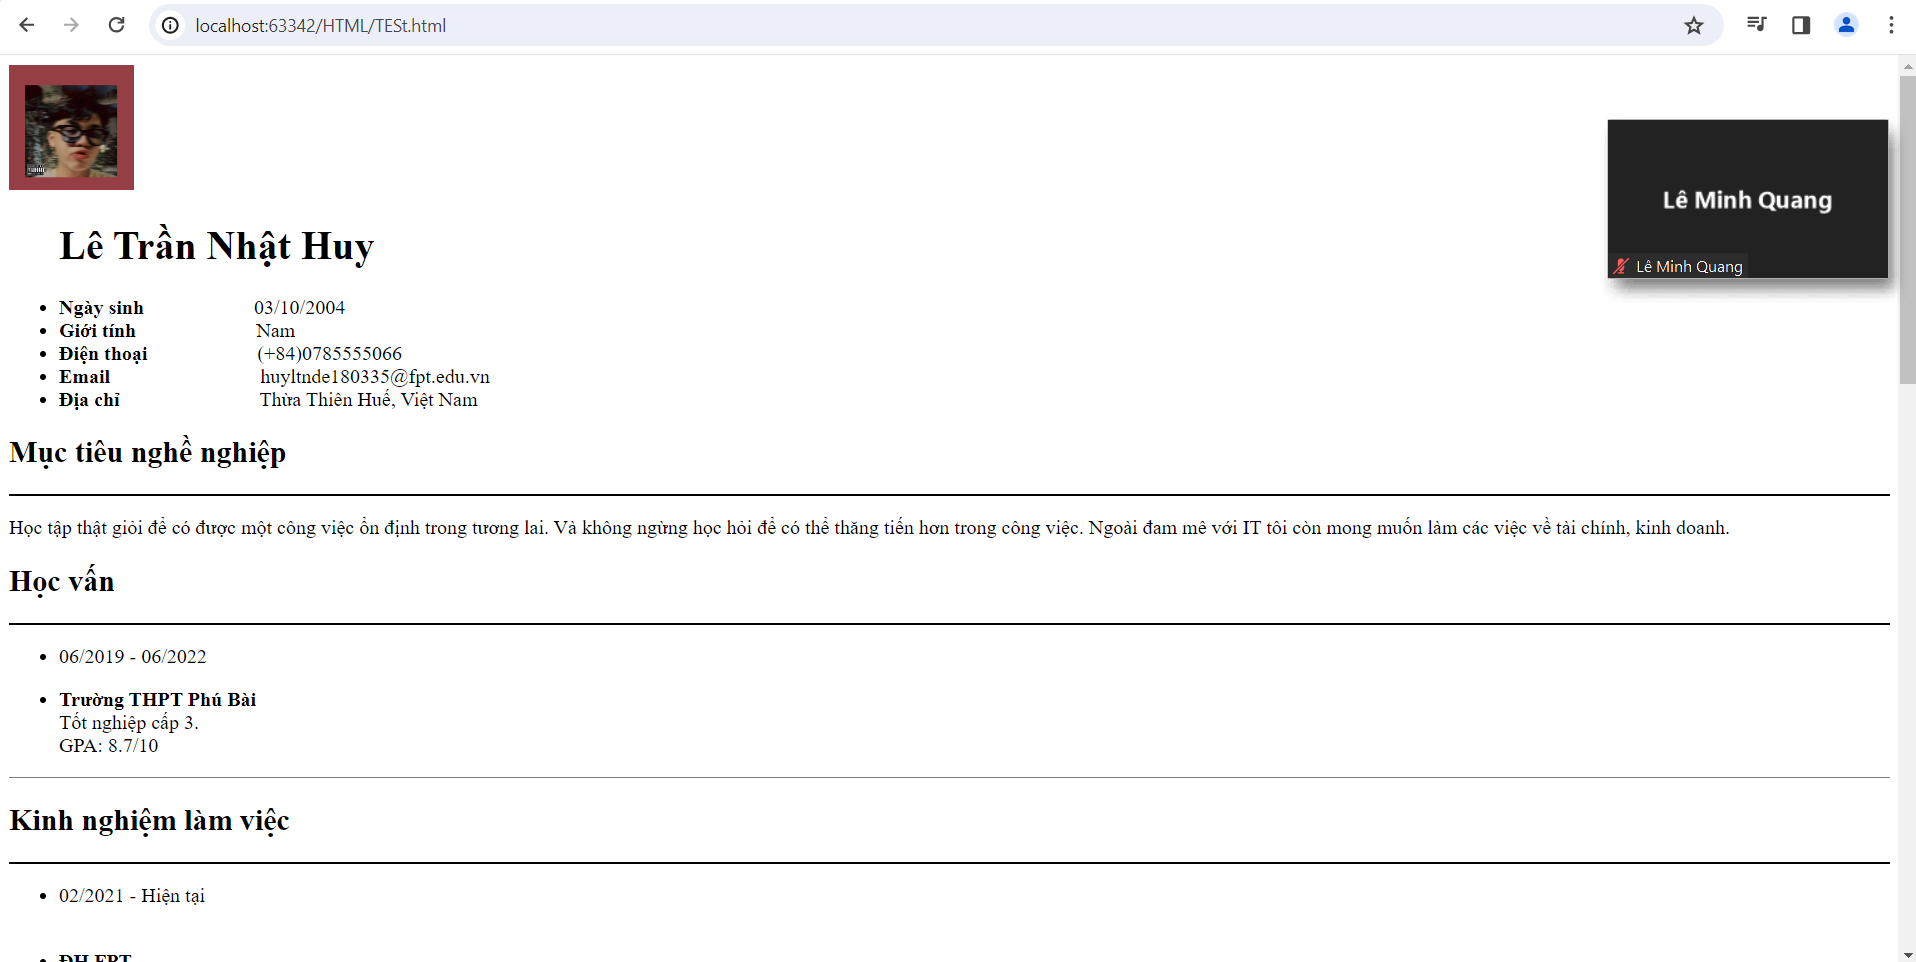 localhost:63342/HTML/TESt.html
Lê Minh Quang
Lê Minh Quang
Lê Trần Nhật Huy
Ngày sinh 03/10/2004
Giới tính Nam
Điện thoại (+84)0785555066
Email huyltnde180335@fpt.edu.vn
Địa chỉ Thừa Thiên Huế, Việt Nam
Mục tiêu nghề nghiệp
Học tập thật giỏi để có được một công việc ổn định trong tương lai. Và không ngừng học hỏi để có thể thăng tiến hơn trong công việc. Ngoài đam mê với IT tôi còn mong muốn làm các việc về tài chính, kinh doanh.
Học vấn
06/2019 - 06/2022
Trường THPT Phú Bài
Tốt nghiệp cấp 3.
GPA: 8.7/10
Kinh nghiệm làm việc
02/2021 - Hiện tại
ĐH FPT